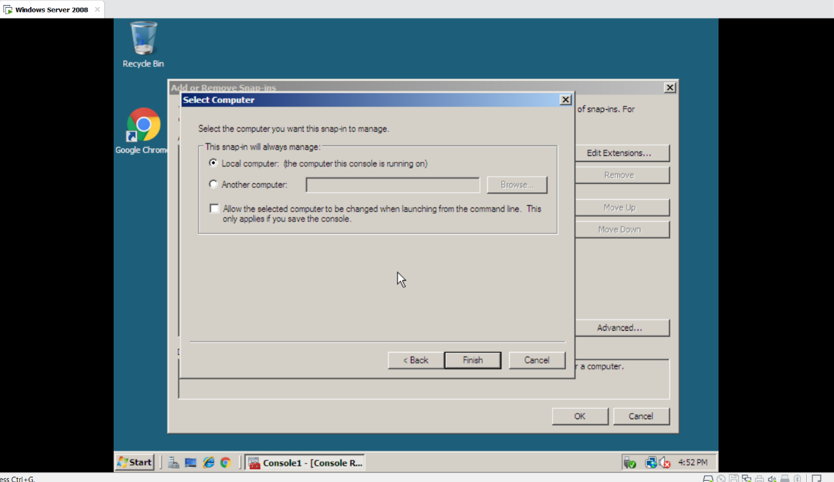 Windows Server 2008
Recycle Bin
Google Chrom
Add or Remove Snap-ins
of snap-ins. For
Edit Extensions...
Remove
Move Up
Move Down
Advanced...
r a computer.
OK
Cancel
Select Computer
Select the computer you want this snap-in to manage.
This snap-in will always manage:
Local computer: (the computer this console is running on)
Another computer:
Browse...
Allow the selected computer to be changed when launching from the command line. This
only applies if you save the console.
< Back
Finish
Cancel
Start
Console1 - [Console R...
4:52 PM
ess Ctrl+G.